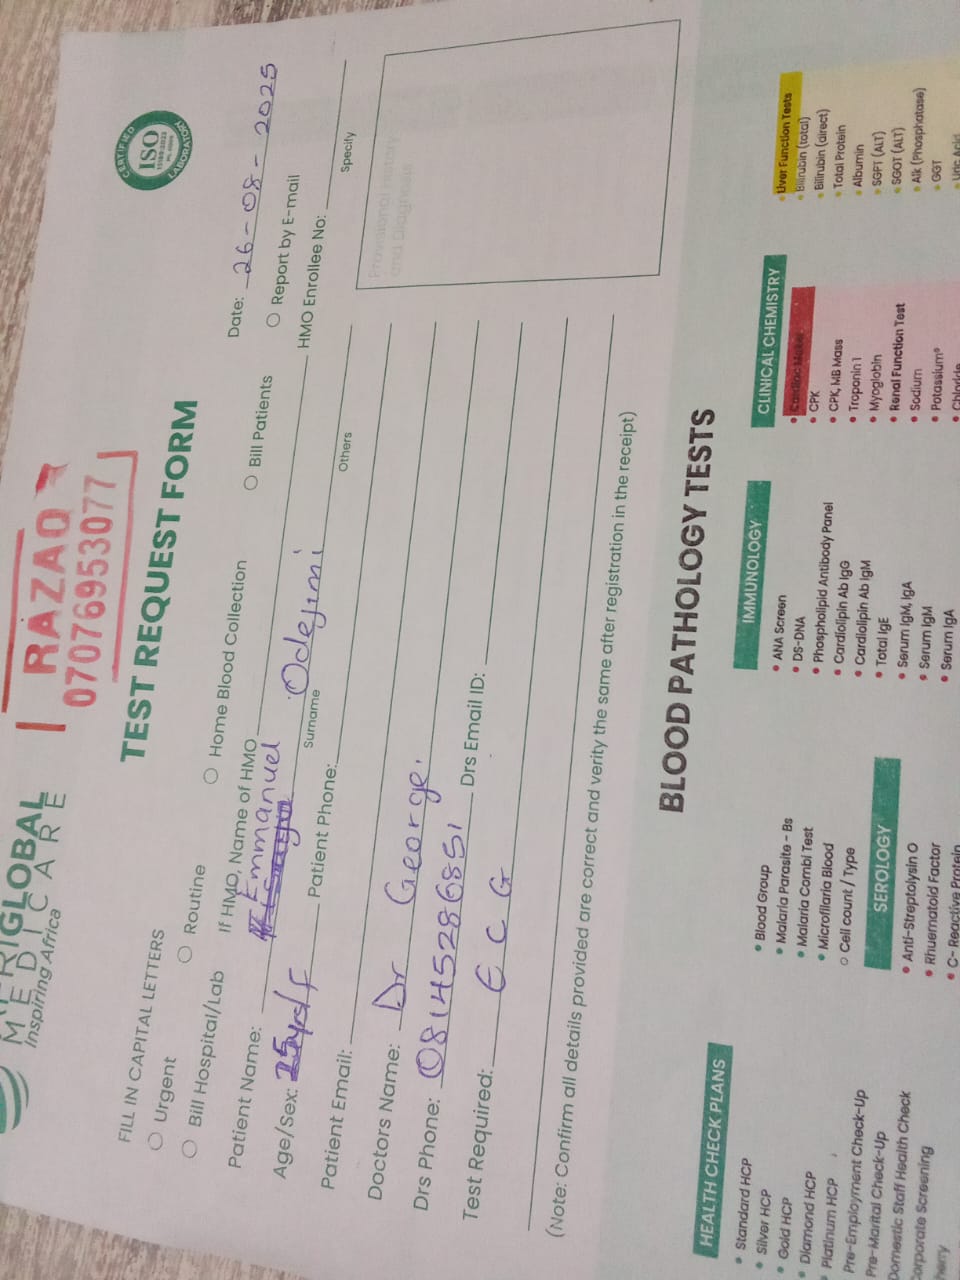 GLOBAL
MEDICARE
Inspiring Africa
RAZAQ
07076953077
CERTIFIED
ISO
LABORATORY
TEST REQUEST FORM
FILL IN CAPITAL LETTERS
Date: 26-08-2025
○ Urgent ○ Routine ○ Home Blood Collection ○ Bill Patients ○ Report by E-mail
○ Bill Hospital/Lab If HMO, Name of HMO HMO Enrollee No:
Specify
Patient Name: Emmanuel Odejimi
Surname Others
Age/Sex: 25yrs/F Patient Phone:
Patient Email:
Provisional History
and Diagnose
Doctors Name: Dr George.
Drs Phone: 08145286851 Drs Email ID:
Test Required: ECG
(Note: Confirm all details provided are correct and verify the same after registration in the receipt)
BLOOD PATHOLOGY TESTS
HEALTH CHECK PLANS
• Standard HCP
• Silver HCP
• Gold HCP
• Diamond HCP
Platinum HCP
Pre-Employment Check-Up
Pre-Marital Check-Up
Domestic Staff Health Check
orporate Screening
• Blood Group
• Malaria Parasite - Bs
• Malaria Combi Test
• Microfilaria Blood
○ Cell count / Type
SEROLOGY
• Anti-Streptolysin O
• Rhuematoid Factor
• C- Reactive Protein
IMMUNOLOGY
• ANA Screen
• DS-DNA
• Phospholipid Antibody Panel
• Cardiolipin Ab IgG
• Cardiolipin Ab IgM
• Total IgE
• Serum IgM, IgA
• Serum IgM
• Serum IgA
CLINICAL CHEMISTRY
• Cardiac
• CPK
• CPK, MB Mass
• Troponin 1
• Myoglobin
• Renal Function Test
• Sodium
• Potassium
• Chloride
• Liver Function Tests
• Bilirubin (total)
• Bilirubin (direct)
• Total Protein
• Albumin
• SGPT (ALT)
• SGOT (ALT)
• Alk (Phosphatase)
• GGT
• Uric Acid